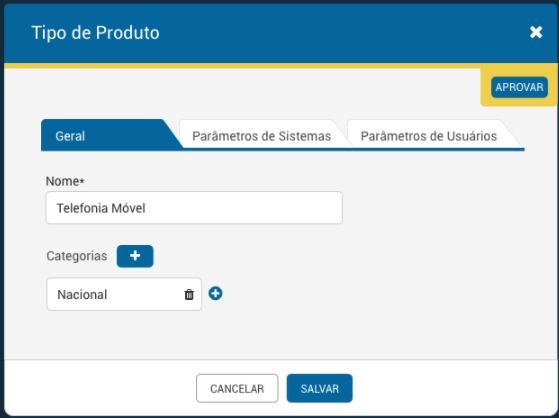 Tipo de Produto
APROVAR
Geral Parâmetros de Sistemas Parâmetros de Usuários
Nome*
Telefonia Móvel
Categorias
Nacional
CANCELAR SALVAR